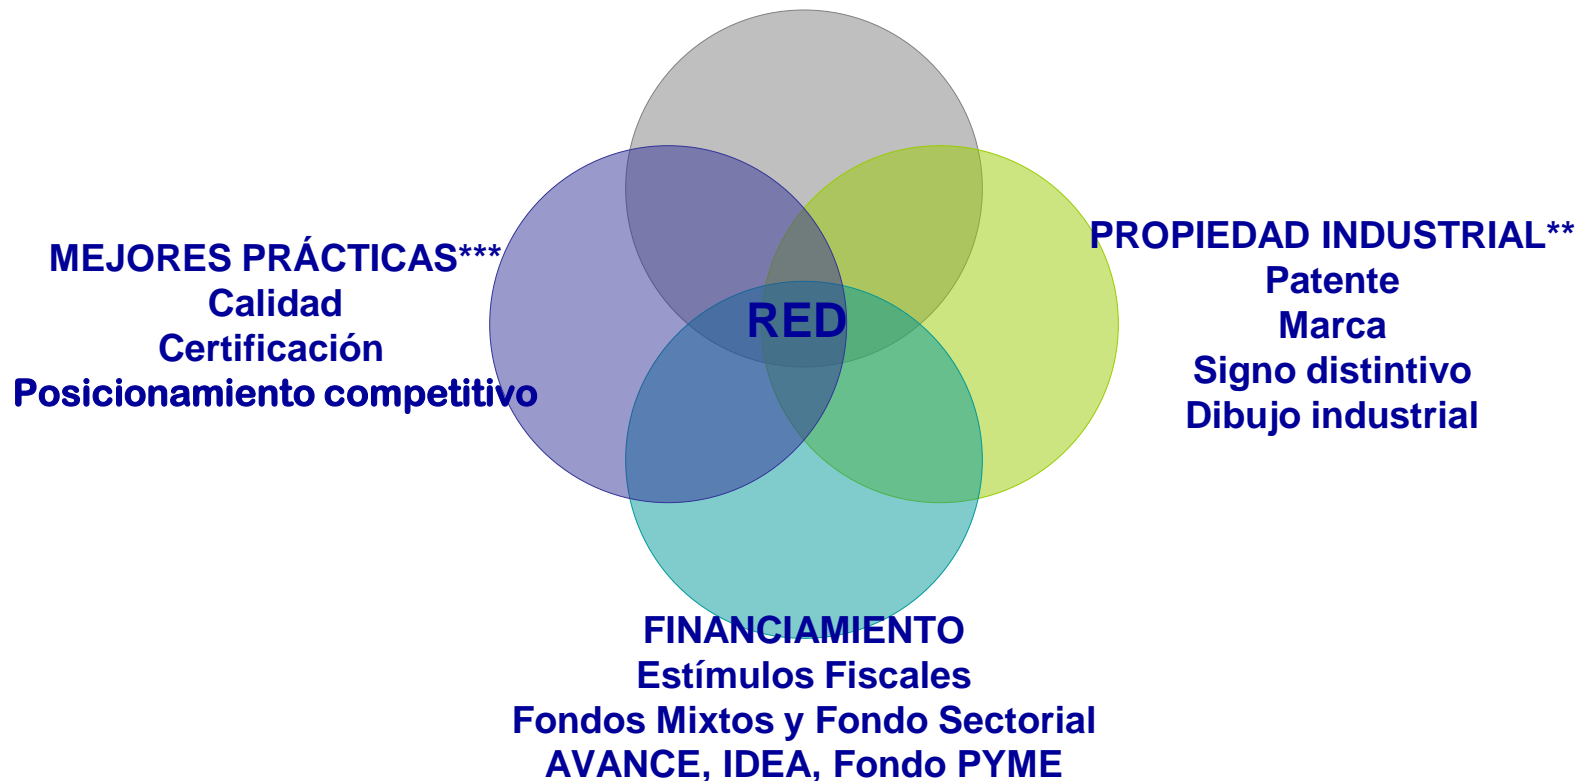 MEJORES PRÁCTICAS***
Calidad
Certificación
Posicionamiento competitivo
RED
PROPIEDAD INDUSTRIAL**
Patente
Marca
Signo distintivo
Dibujo industrial
FINANCIAMIENTO
Estímulos Fiscales
Fondos Mixtos y Fondo Sectorial
AVANCE, IDEA, Fondo PYME